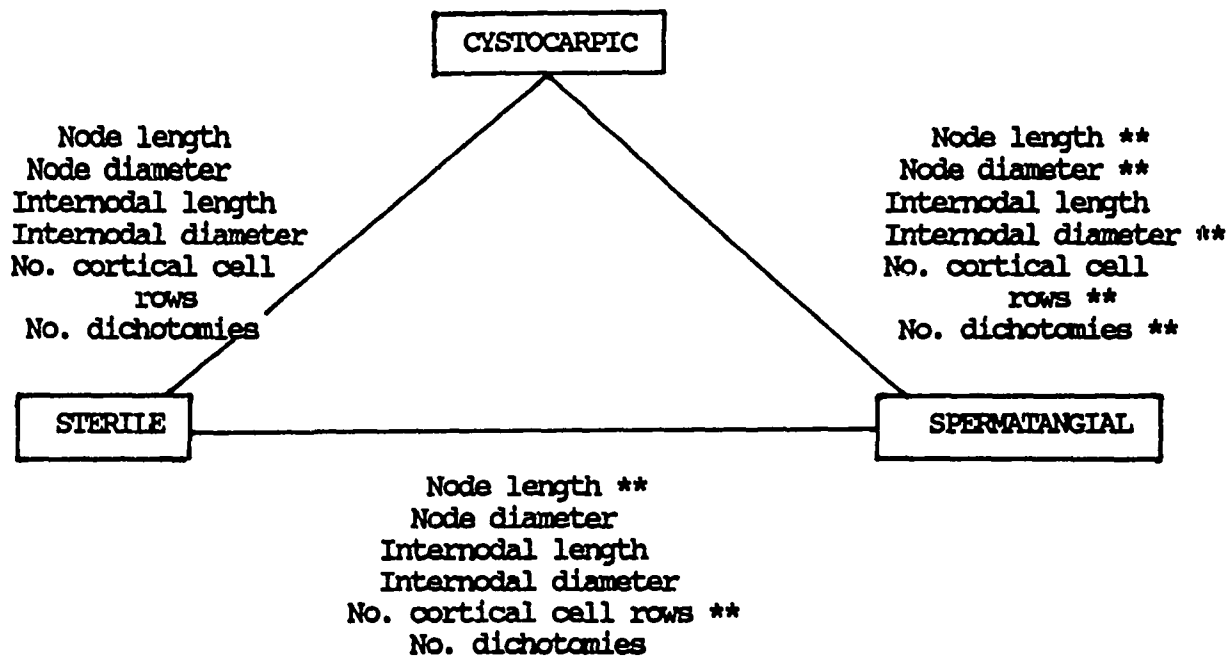 CYSTOCARPIC
Node length
Node diameter
Internodal length
Internodal diameter
No. cortical cell
rows
No. dichotomies
Node length **
Node diameter **
Internodal length
Internodal diameter **
No. cortical cell
rows **
No. dichotomies **
STERILE
SPERMATANGIAL
Node length **
Node diameter
Internodal length
Internodal diameter
No. cortical cell rows **
No. dichotomies